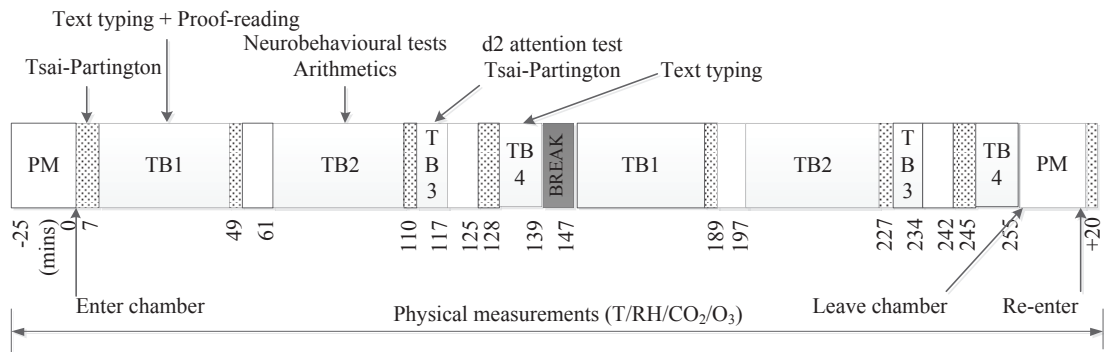 Text typing + Proof-reading
Tsai-Partington
Neurobehavioural tests
Arithmetics
d2 attention test
Tsai-Partington
Text typing
PM
TB1
TB2
T
B
3
TB
4
BREAK
TB1
TB2
T
B
3
TB
4
PM
-25
(mins)
0
7
49
61
110
117
125
128
139
147
189
197
227
234
242
245
255
+20
Enter chamber
Leave chamber
Re-enter
Physical measurements (T/RH/CO₂/O₃)